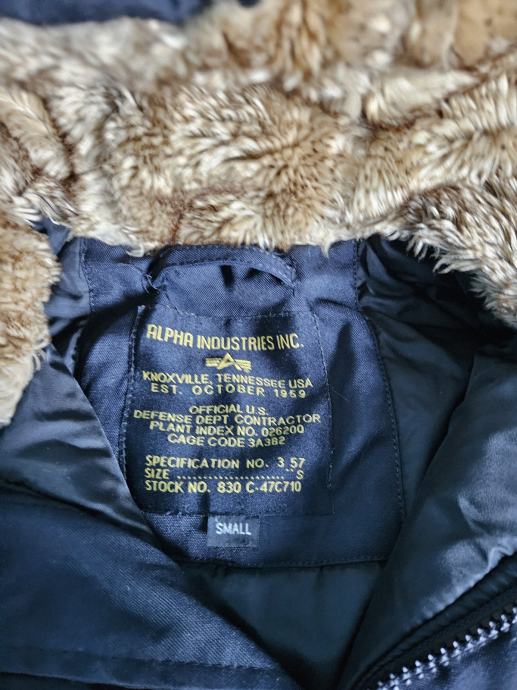 ALPHA INDUSTRIES INC.
KNOXVILLE, TENNESSEE USA
EST. OCTOBER 1959
OFFICIAL U.S.
DEFENSE DEPT CONTRACTOR
PLANT INDEX NO. 026200
CAGE CODE 3A382
SPECIFICATION NO. 3 57
SIZE ........................ S
STOCK NO. 830 C-47C710
SMALL